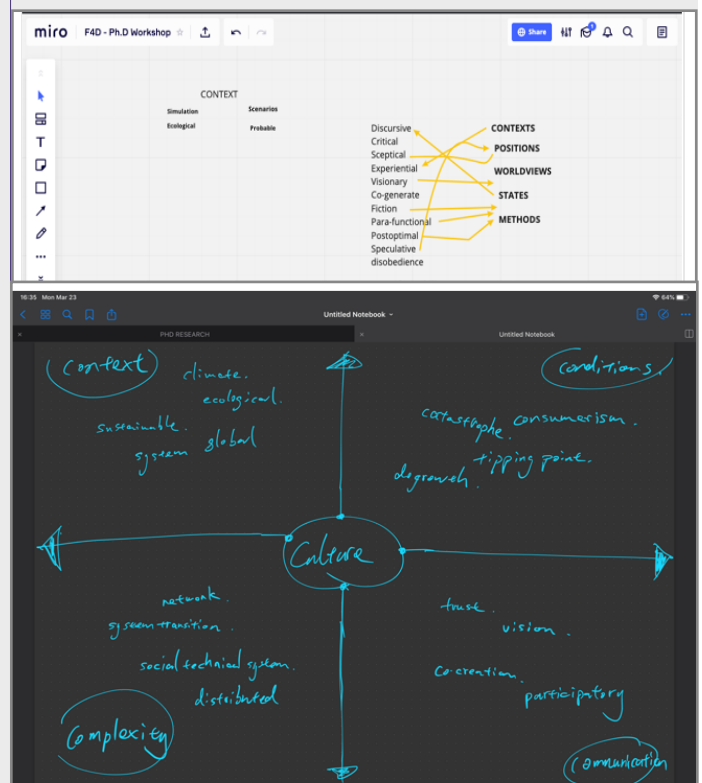 miro F4D - Ph.D Workshop Share
CONTEXT
Simulation Scenarios
Ecological Probable
Discursive CONTEXTS
Critical
Sceptical POSITIONS
Experiential WORLDVIEWS
Visionary
Co-generate STATES
Fiction
Para-functional METHODS
Postoptimal
Speculative
disobedience
16:35 Mon Mar 23 64%
Untitled Notebook
PHD RESEARCH Untitled Notebook
Context
climate.
ecological.
sustainable.
system global
Conditions
catastrophe. consumerism.
tipping point.
degrowth.
Culture
network.
system transition.
social technical system.
distributed
Complexity
trust.
vision.
Co-creation.
participatory
Communication